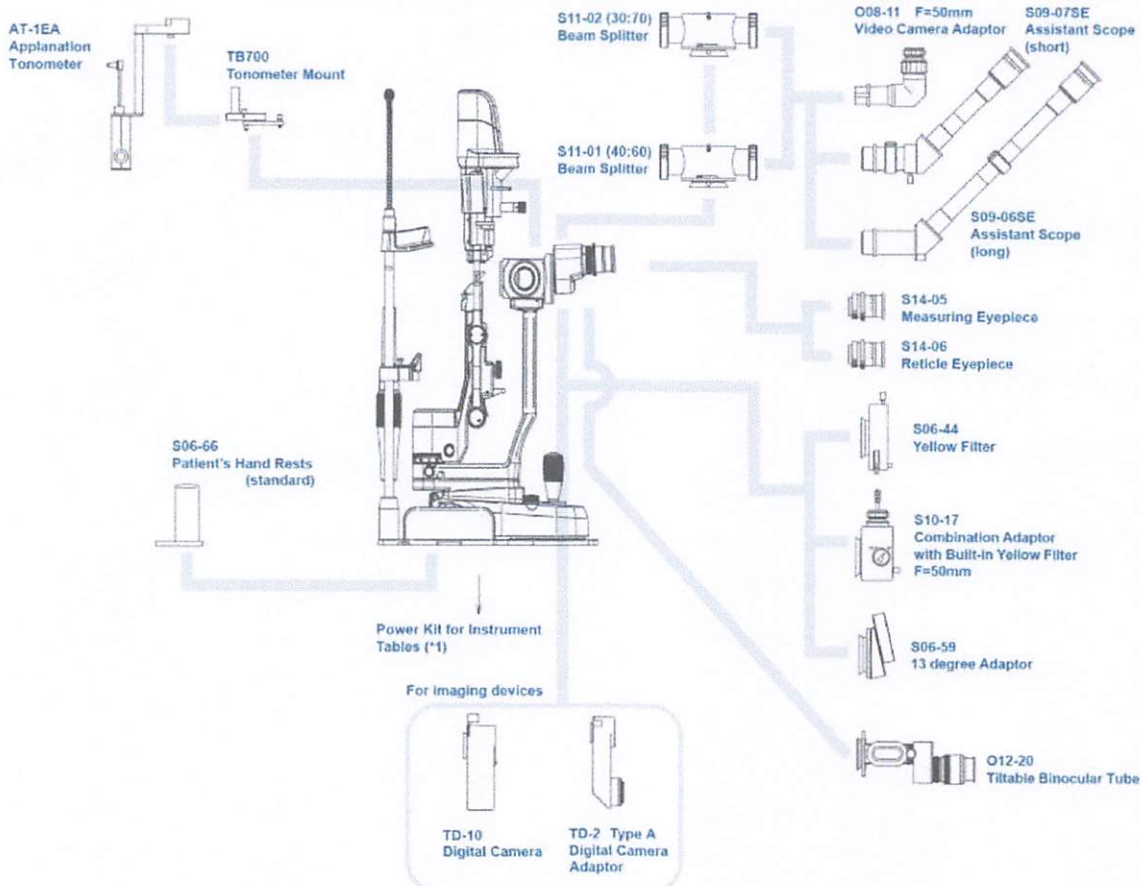 AT-1EA
Applanation
Tonometer
TB700
Tonometer Mount
S11-02 (30:70)
Beam Splitter
O08-11 F=50mm
Video Camera Adaptor
S09-07SE
Assistant Scope
(short)
S11-01 (40:60)
Beam Splitter
S09-06SE
Assistant Scope
(long)
S14-05
Measuring Eyepiece
S14-06
Reticle Eyepiece
S06-44
Yellow Filter
S06-66
Patient's Hand Rests
(standard)
S10-17
Combination Adaptor
with Built-in Yellow Filter
F=50mm
Power Kit for Instrument
Tables (*1)
S06-59
13 degree Adaptor
For imaging devices
O12-20
Tiltable Binocular Tube
TD-10
Digital Camera
TD-2 Type A
Digital Camera
Adaptor